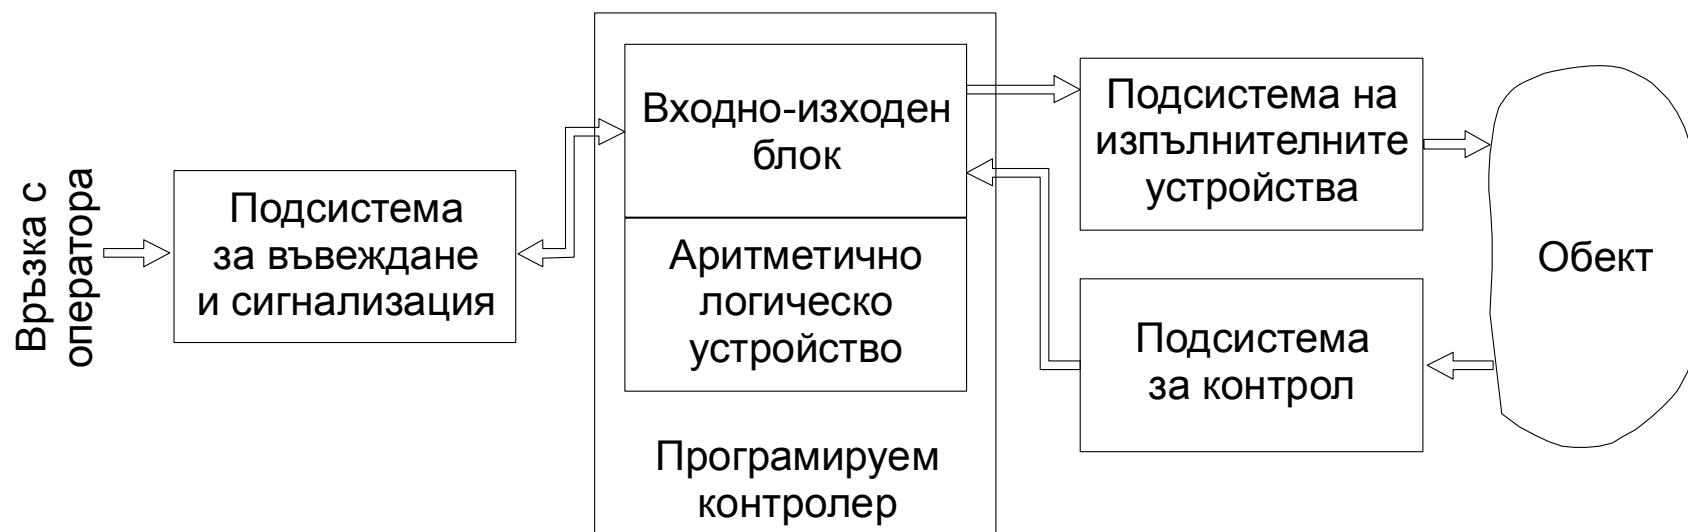 Връзка с
оператора
Подсистема
за въвеждане
и сигнализация
Входно-изходен
блок
Аритметично
логическо
устройство
Програмируем
контролер
Подсистема на
изпълнителните
устройства
Подсистема
за контрол
Обект